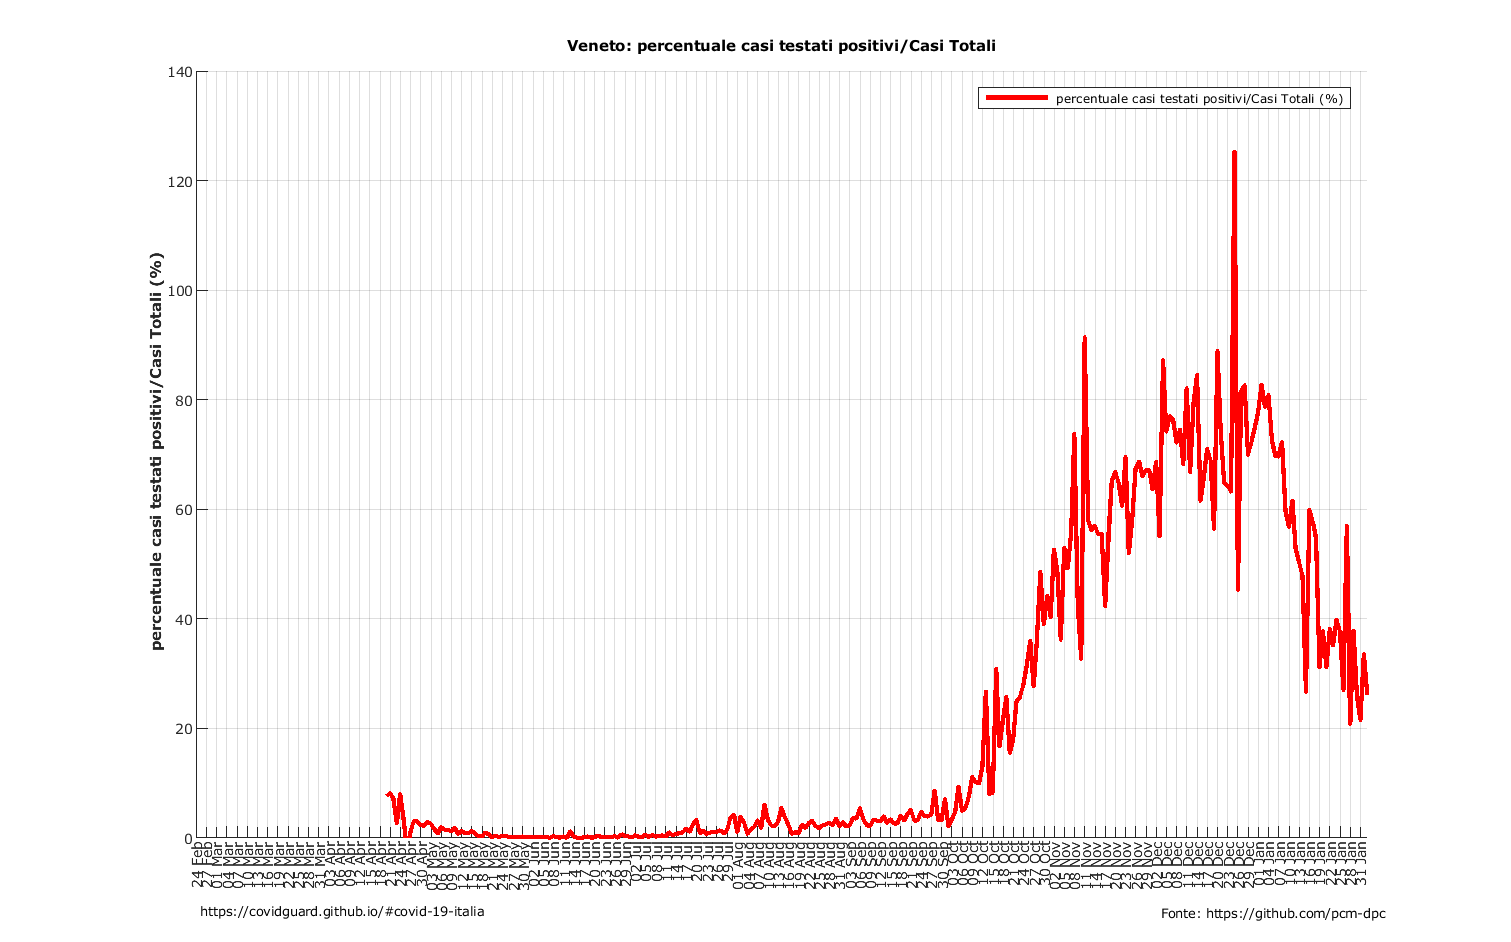 Veneto: percentuale casi testati positivi/Casi Totali
percentuale casi testati positivi/Casi Totali (%)
percentuale casi testati positivi/Casi Totali (%)
140
120
100
80
60
40
20
0
24 Feb
27 Feb
01 Mar
04 Mar
07 Mar
10 Mar
13 Mar
16 Mar
19 Mar
22 Mar
25 Mar
28 Mar
31 Mar
03 Apr
06 Apr
09 Apr
12 Apr
15 Apr
18 Apr
21 Apr
24 Apr
27 Apr
30 Apr
03 May
06 May
09 May
12 May
15 May
18 May
21 May
24 May
27 May
30 May
02 Jun
05 Jun
08 Jun
11 Jun
14 Jun
17 Jun
20 Jun
23 Jun
26 Jun
29 Jun
02 Jul
05 Jul
08 Jul
11 Jul
14 Jul
17 Jul
20 Jul
23 Jul
26 Jul
29 Jul
01 Aug
04 Aug
07 Aug
10 Aug
13 Aug
16 Aug
19 Aug
22 Aug
25 Aug
28 Aug
31 Aug
03 Sep
06 Sep
09 Sep
12 Sep
15 Sep
18 Sep
21 Sep
24 Sep
27 Sep
30 Sep
03 Oct
06 Oct
09 Oct
12 Oct
15 Oct
18 Oct
21 Oct
24 Oct
27 Oct
30 Oct
02 Nov
05 Nov
08 Nov
11 Nov
14 Nov
17 Nov
20 Nov
23 Nov
26 Nov
29 Nov
02 Dec
05 Dec
08 Dec
11 Dec
14 Dec
17 Dec
20 Dec
23 Dec
26 Dec
29 Dec
01 Jan
04 Jan
07 Jan
10 Jan
13 Jan
16 Jan
19 Jan
22 Jan
25 Jan
28 Jan
31 Jan
https://covidguard.github.io/#covid-19-italia
Fonte: https://github.com/pcm-dpc